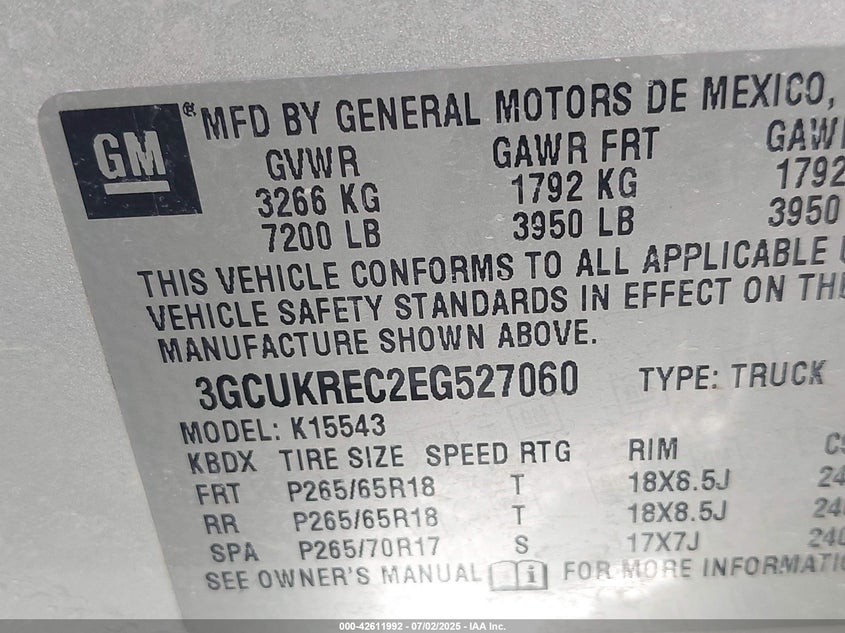 GM
® MFD BY GENERAL MOTORS DE MEXICO,
GVWR GAWR FRT
3266 KG 1792 KG 1792
7200 LB 3950 LB 3950
THIS VEHICLE CONFORMS TO ALL APPLICABLE
VEHICLE SAFETY STANDARDS IN EFFECT ON THE
MANUFACTURE SHOWN ABOVE.
3GCUKREC2EG527060 TYPE: TRUCK
MODEL: K15543
KBDX TIRE SIZE SPEED RTG RIM
FRT P265/65R18 T 18X8.5J
RR P265/65R18 T 18X8.5J
SPA P265/70R17 S 17X7J
SEE OWNER'S MANUAL FOR MORE INFORMATI
000-42611992 - 07/02/2025 - IAA Inc.